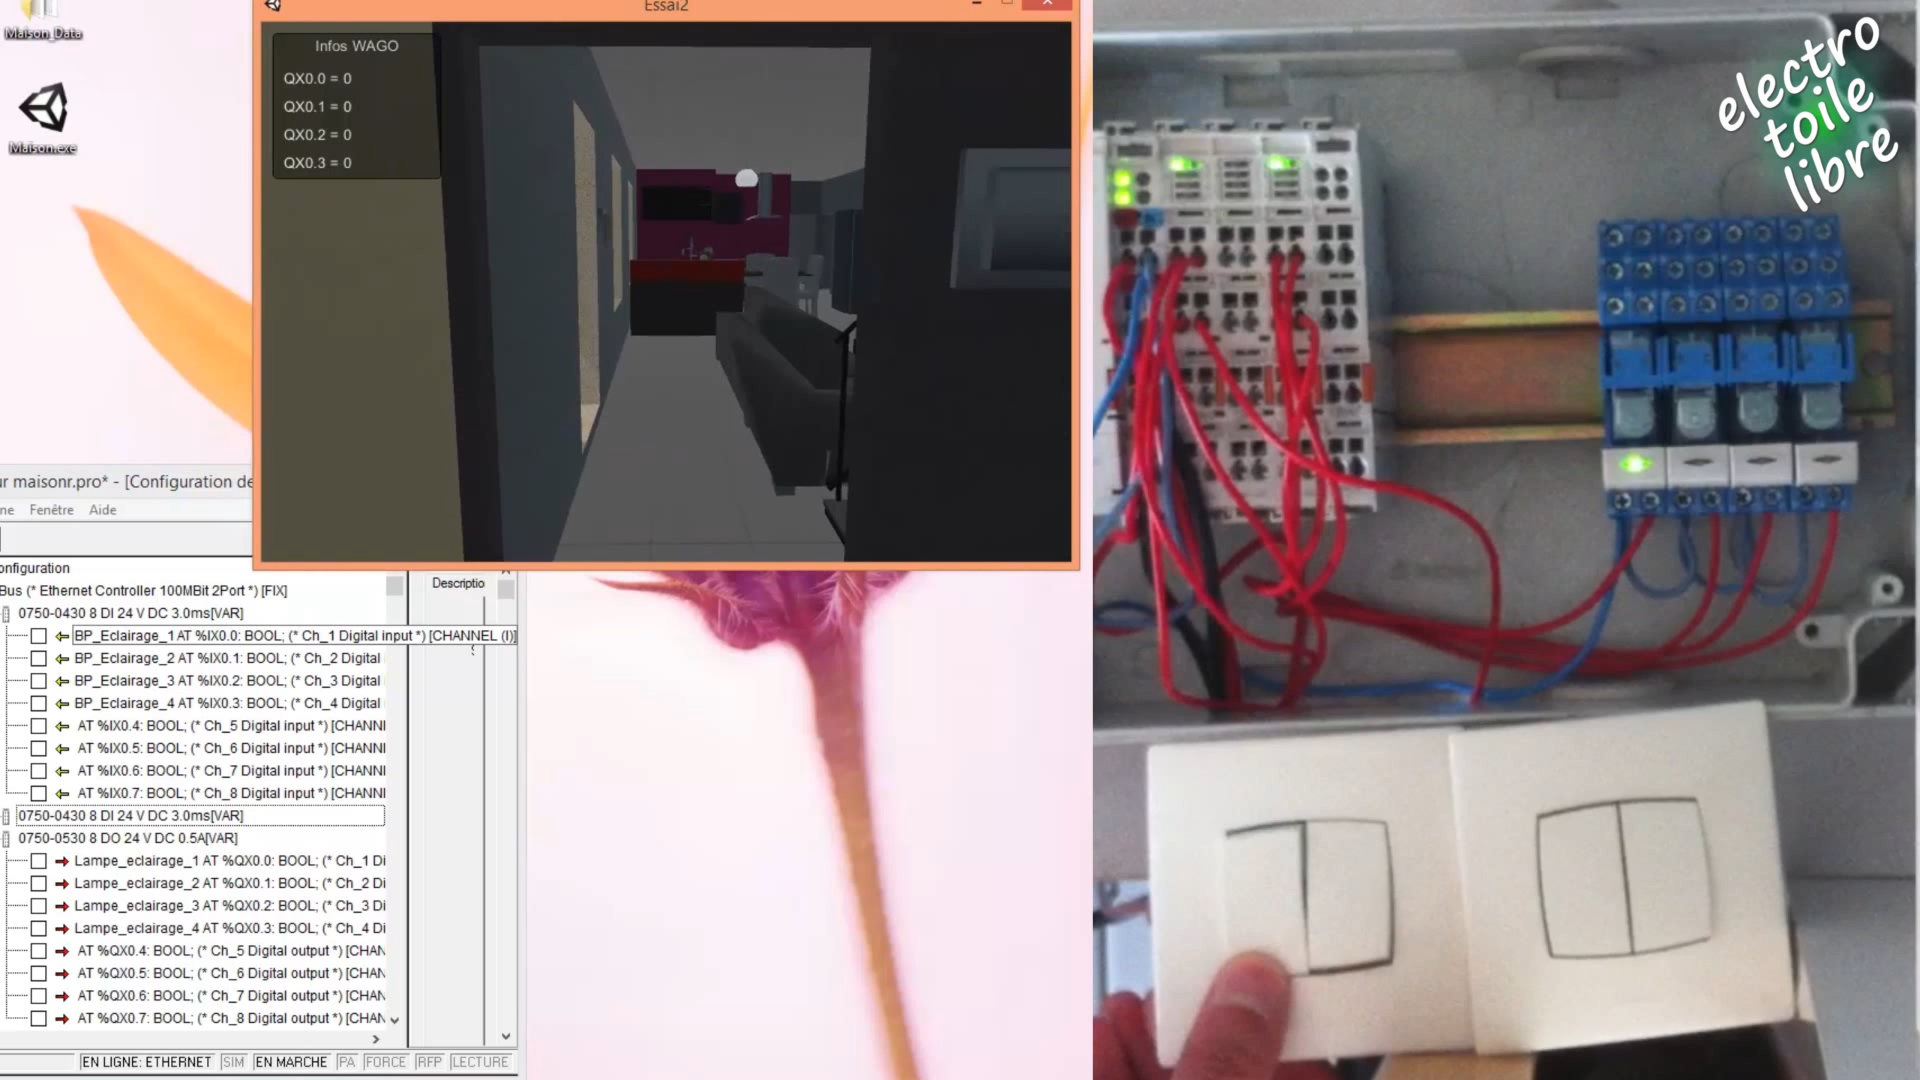 Maison_Data
Maison.exe
Essai2
Infos WAGO
QX0.0 = 0
QX0.1 = 0
QX0.2 = 0
QX0.3 = 0
ur maisonr.pro* - [Configuration de
ne Fenêtre Aide
onfiguration
Descriptio
Bus (* Ethernet Controller 100MBit 2Port *) [FIX]
0750-0430 8 DI 24 V DC 3.0ms[VAR]
BP_Eclairage_1 AT %IX0.0: BOOL; (* Ch_1 Digital input *) [CHANNEL (I)]
BP_Eclairage_2 AT %IX0.1: BOOL; (* Ch_2 Digital
BP_Eclairage_3 AT %IX0.2: BOOL; (* Ch_3 Digital
BP_Eclairage_4 AT %IX0.3: BOOL; (* Ch_4 Digital
AT %IX0.4: BOOL; (* Ch_5 Digital input *) [CHANNI
AT %IX0.5: BOOL; (* Ch_6 Digital input *) [CHANNI
AT %IX0.6: BOOL; (* Ch_7 Digital input *) [CHANNI
AT %IX0.7: BOOL; (* Ch_8 Digital input *) [CHANNI
0750-0430 8 DI 24 V DC 3.0ms[VAR]
0750-0530 8 DO 24 V DC 0.5A[VAR]
Lampe_eclairage_1 AT %QX0.0: BOOL; (* Ch_1 Di
Lampe_eclairage_2 AT %QX0.1: BOOL; (* Ch_2 Di
Lampe_eclairage_3 AT %QX0.2: BOOL; (* Ch_3 Di
Lampe_eclairage_4 AT %QX0.3: BOOL; (* Ch_4 Di
AT %QX0.4: BOOL; (* Ch_5 Digital output *) [CHAN
AT %QX0.5: BOOL; (* Ch_6 Digital output *) [CHAN
AT %QX0.6: BOOL; (* Ch_7 Digital output *) [CHAN
AT %QX0.7: BOOL; (* Ch_8 Digital output *) [CHAN
EN LIGNE: ETHERNET SIM EN MARCHE PA FORCE RFP LECTURE
electro
toile
libre